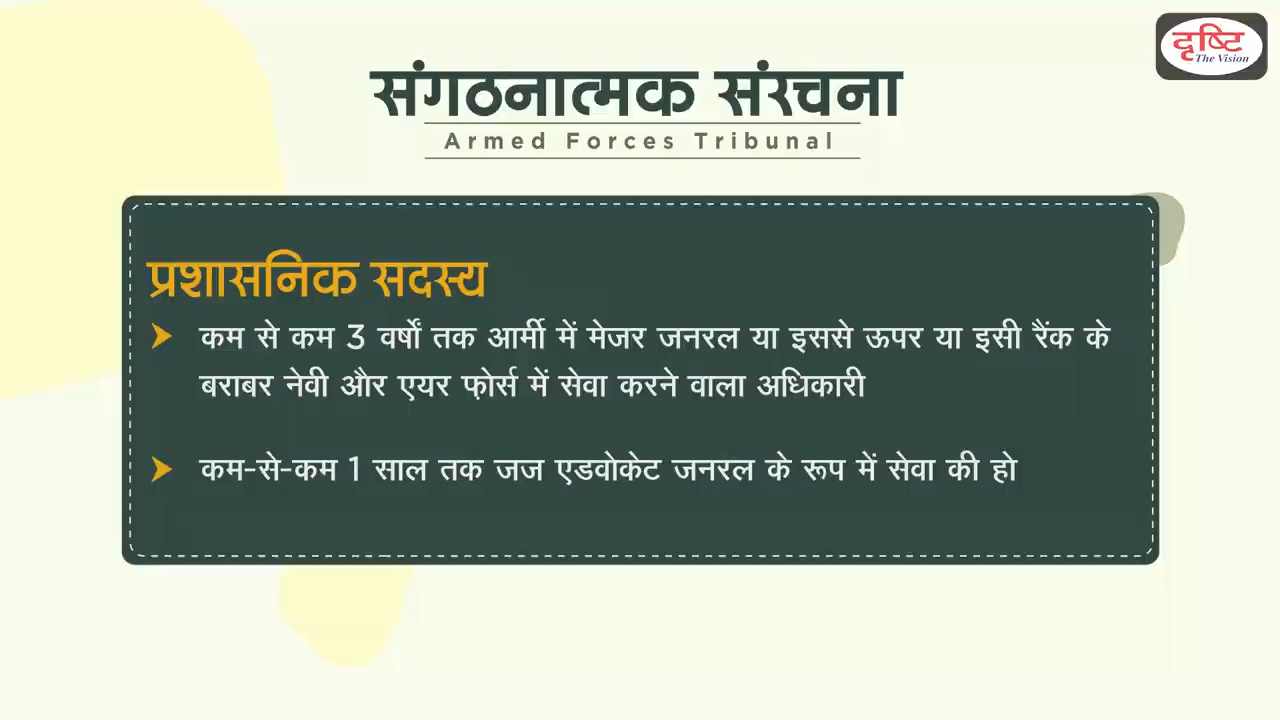 दृष्टि
The Vision
संगठनात्मक संरचना
Armed Forces Tribunal
प्रशासनिक सदस्य
कम से कम 3 वर्षों तक आर्मी में मेजर जनरल या इससे ऊपर या इसी रैंक के
बराबर नेवी और एयर फ़ोर्स में सेवा करने वाला अधिकारी
कम-से-कम 1 साल तक जज एडवोकेट जनरल के रूप में सेवा की हो